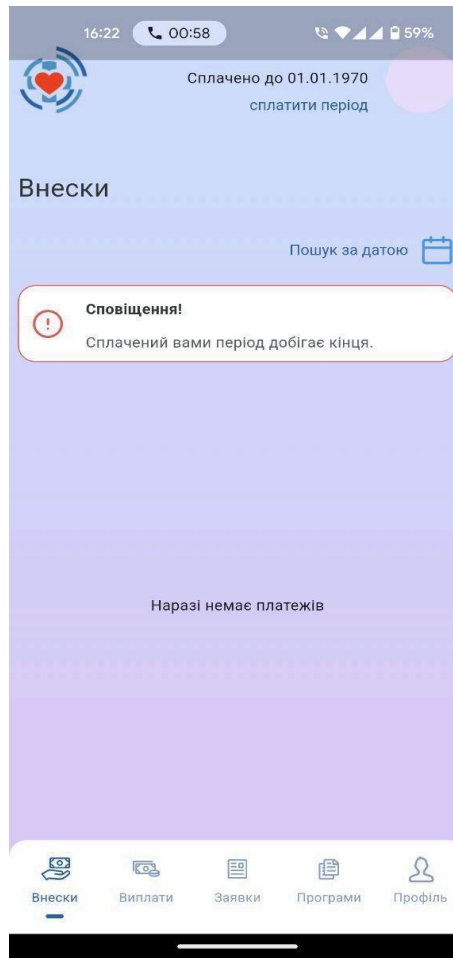 16:22 00:58 59%
Сплачено до 01.01.1970
сплатити період
Внески
Пошук за датою
Сповіщення!
Сплачений вами період добігає кінця.
Наразі немає платежів
Внески Виплати Заявки Програми Профіль